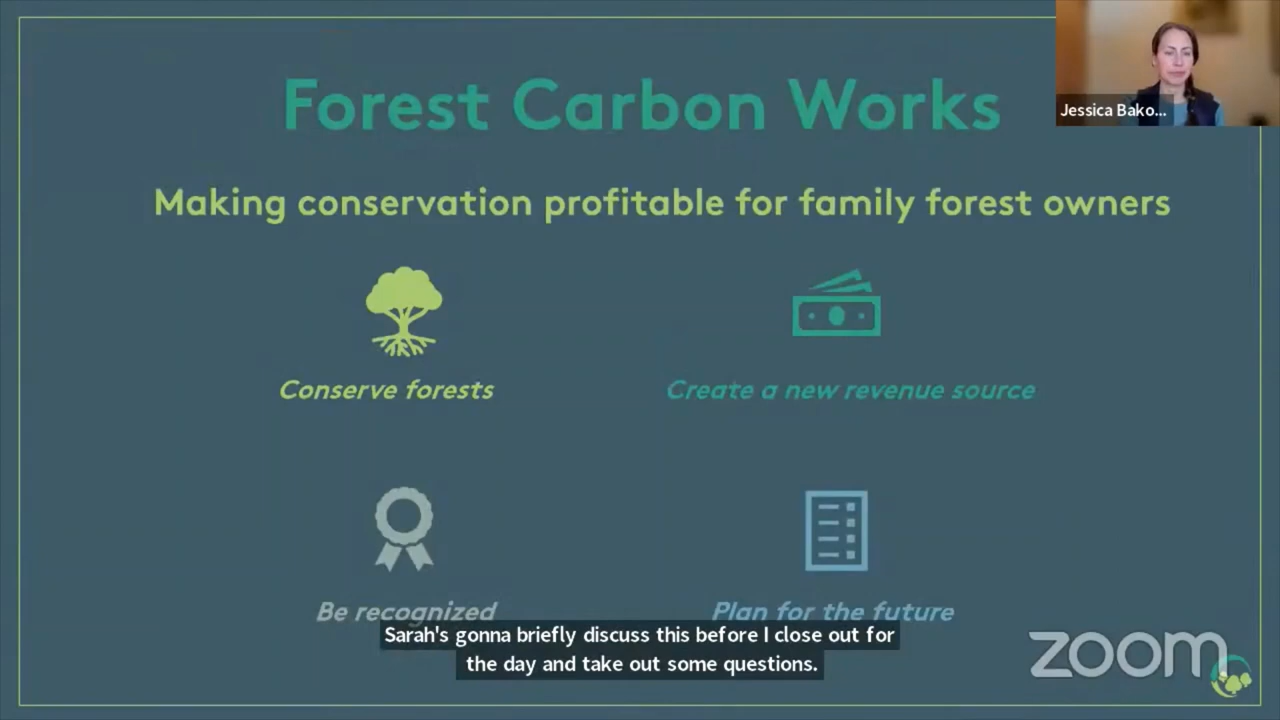 Forest Carbon Works
Jessica Bako...
Making conservation profitable for family forest owners
Conserve forests
Create a new revenue source
Be recognized
Plan for the future
Sarah's gonna briefly discuss this before I close out for
the day and take out some questions.
zoom